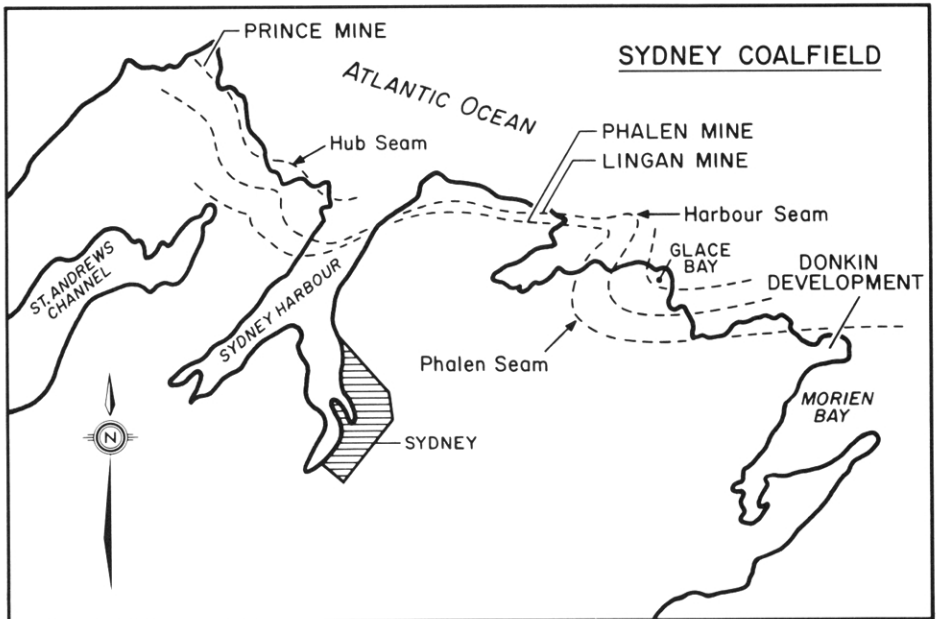 PRINCE MINE
SYDNEY COALFIELD
ATLANTIC OCEAN
PHALEN MINE
LINGAN MINE
Hub Seam
Harbour Seam
GLACE
BAY
DONKIN
DEVELOPMENT
ST. ANDREWS
CHANNEL
SYDNEY HARBOUR
Phalen Seam
MORIEN
BAY
N
SYDNEY